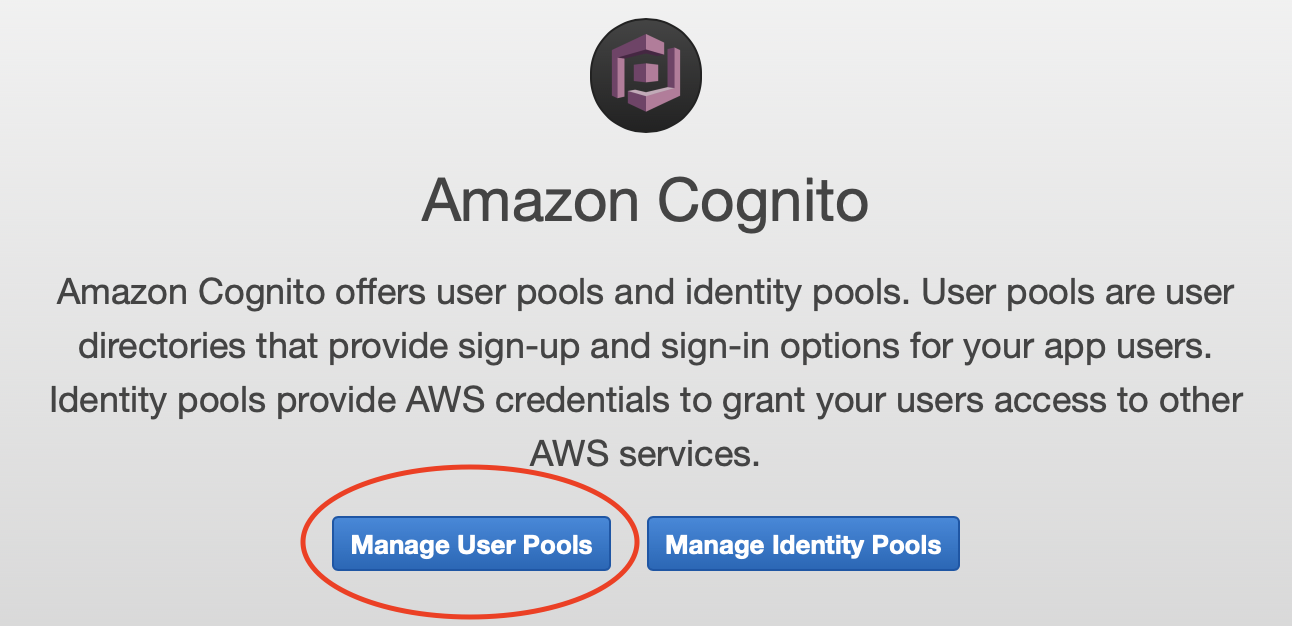 Amazon Cognito
Amazon Cognito offers user pools and identity pools. User pools are user
directories that provide sign-up and sign-in options for your app users.
Identity pools provide AWS credentials to grant your users access to other
AWS services.
Manage User Pools
Manage Identity Pools